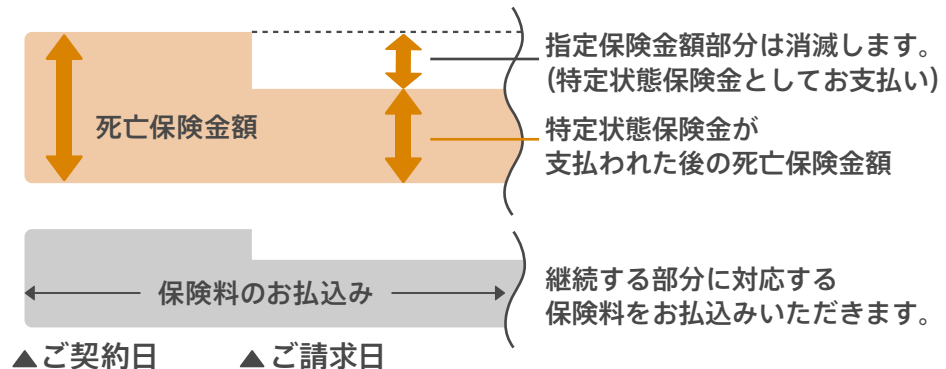 指定保険金額部分は消滅します。
(特定状態保険金としてお支払い)
死亡保険金額
特定状態保険金が
支払われた後の死亡保険金額
保険料のお払込み
継続する部分に対応する
保険料をお払込みいただきます。
▲ご契約日
▲ご請求日